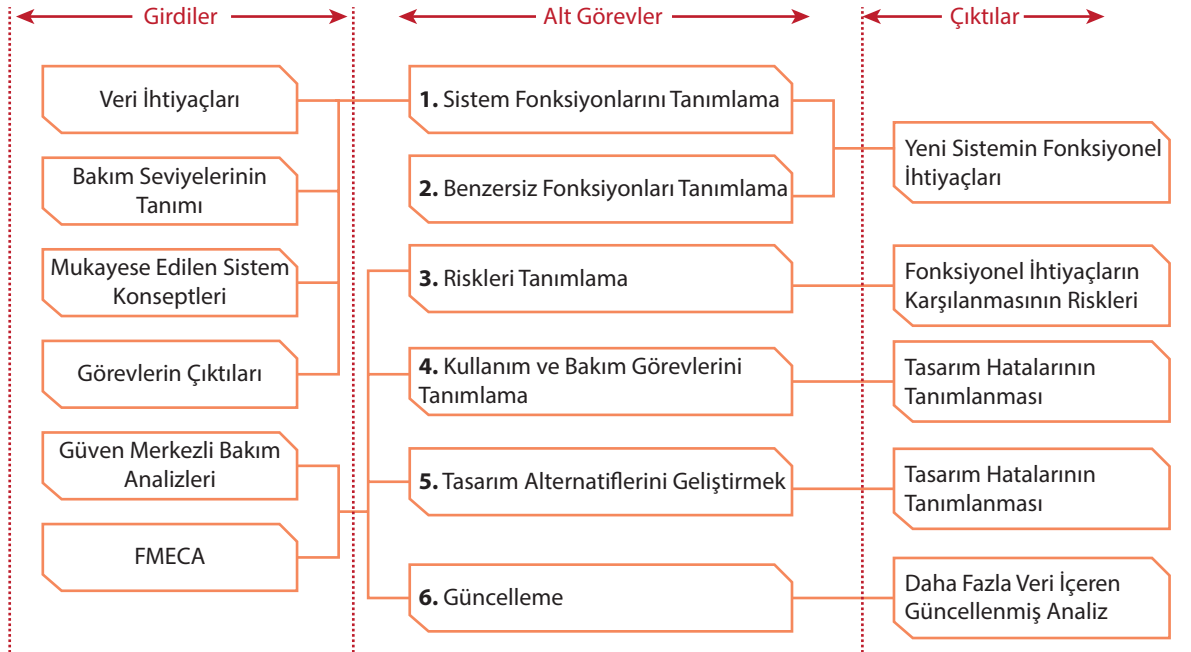 Girdiler
Alt Görevler
Çıktılar
Veri İhtiyaçları
Bakım Seviyelerinin
Tanımı
Mukayese Edilen Sistem
Konseptleri
Görevlerin Çıktıları
Güven Merkezli Bakım
Analizleri
FMECA
1. Sistem Fonksiyonlarını Tanımlama
2. Benzersiz Fonksiyonları Tanımlama
3. Riskleri Tanımlama
4. Kullanım ve Bakım Görevlerini
Tanımlama
5. Tasarım Alternatiflerini Geliştirmek
6. Güncelleme
Yeni Sistemin Fonksiyonel
İhtiyaçları
Fonksiyonel İhtiyaçların
Karşılanmasının Riskleri
Tasarım Hatalarının
Tanımlanması
Tasarım Hatalarının
Tanımlanması
Daha Fazla Veri İçeren
Güncellenmiş Analiz